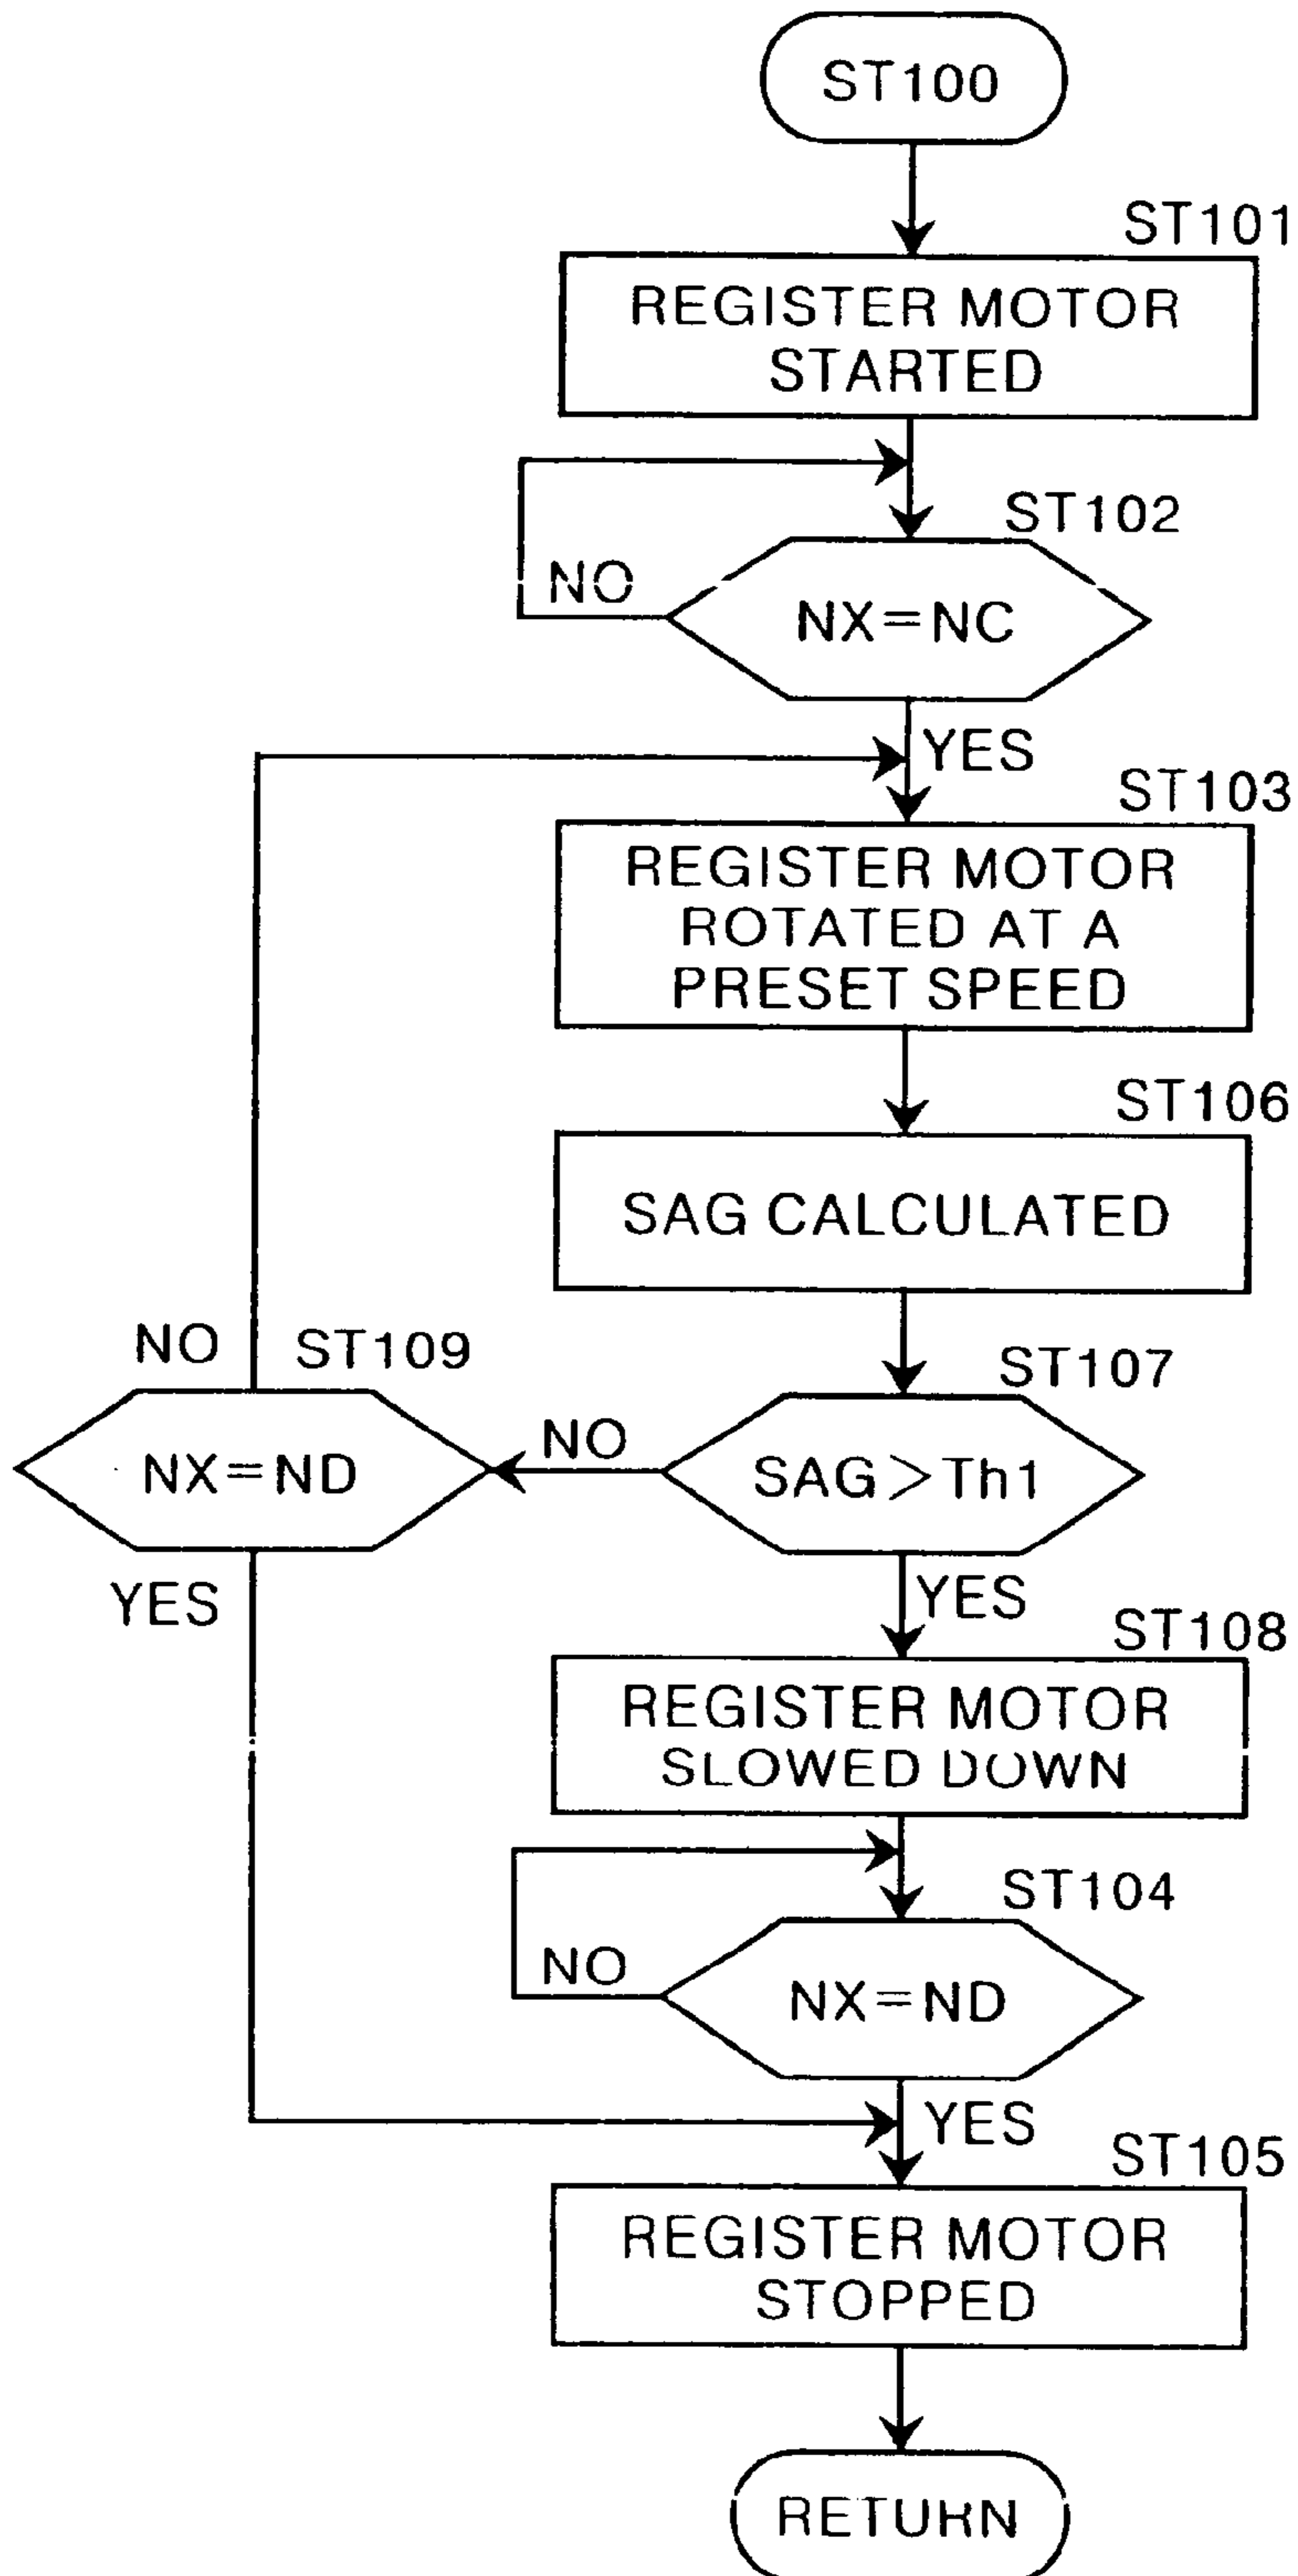 ST100
ST101
REGISTER MOTOR
STARTED
ST102
NO
NX=NC
YES
ST103
REGISTER MOTOR
ROTATED AT A
PRESET SPEED
ST106
SAG CALCULATED
NO
ST109
ST107
NX=ND
NO
SAG>Th1
YES
YES
ST108
REGISTER MOTOR
SLOWED DOWN
ST104
NO
NX=ND
YES
ST105
REGISTER MOTOR
STOPPED
RETURN